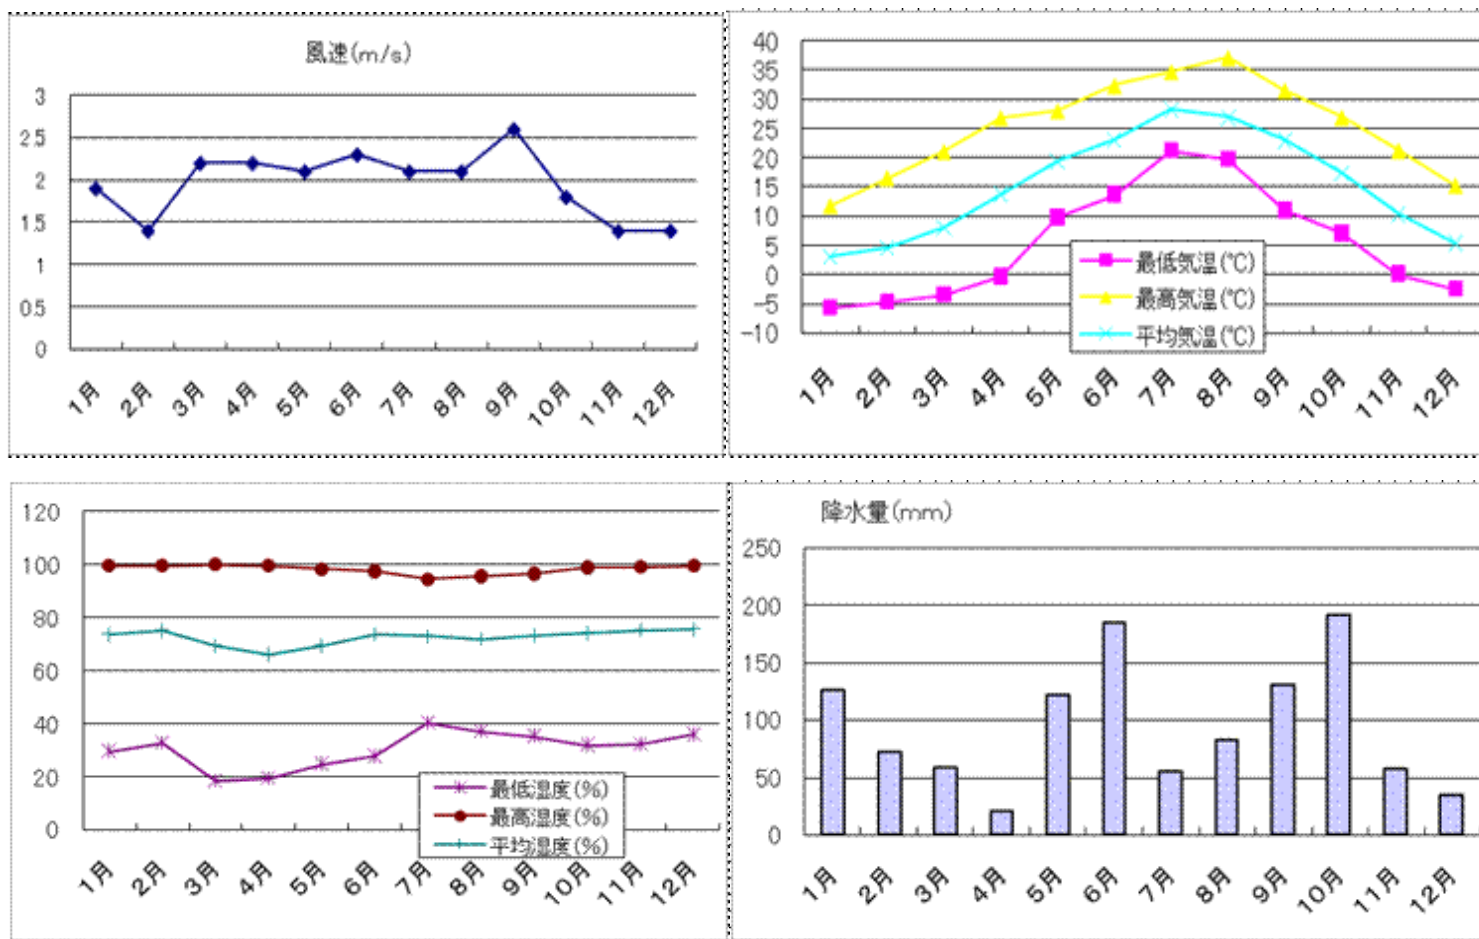 風速(m/s)
3
2.5
2
1.5
1
0.5
0
1月 2月 3月 4月 5月 6月 7月 8月 9月 10月 11月 12月
40
35
30
25
20
15
10
5
0
-5
-10
最低気温(℃)
最高気温(℃)
平均気温(℃)
1月 2月 3月 4月 5月 6月 7月 8月 9月 10月 11月 12月
120
100
80
60
40
20
0
最低湿度(%)
最高湿度(%)
平均湿度(%)
1月 2月 3月 4月 5月 6月 7月 8月 9月 10月 11月 12月
降水量(mm)
250
200
150
100
50
0
1月 2月 3月 4月 5月 6月 7月 8月 9月 10月 11月 12月